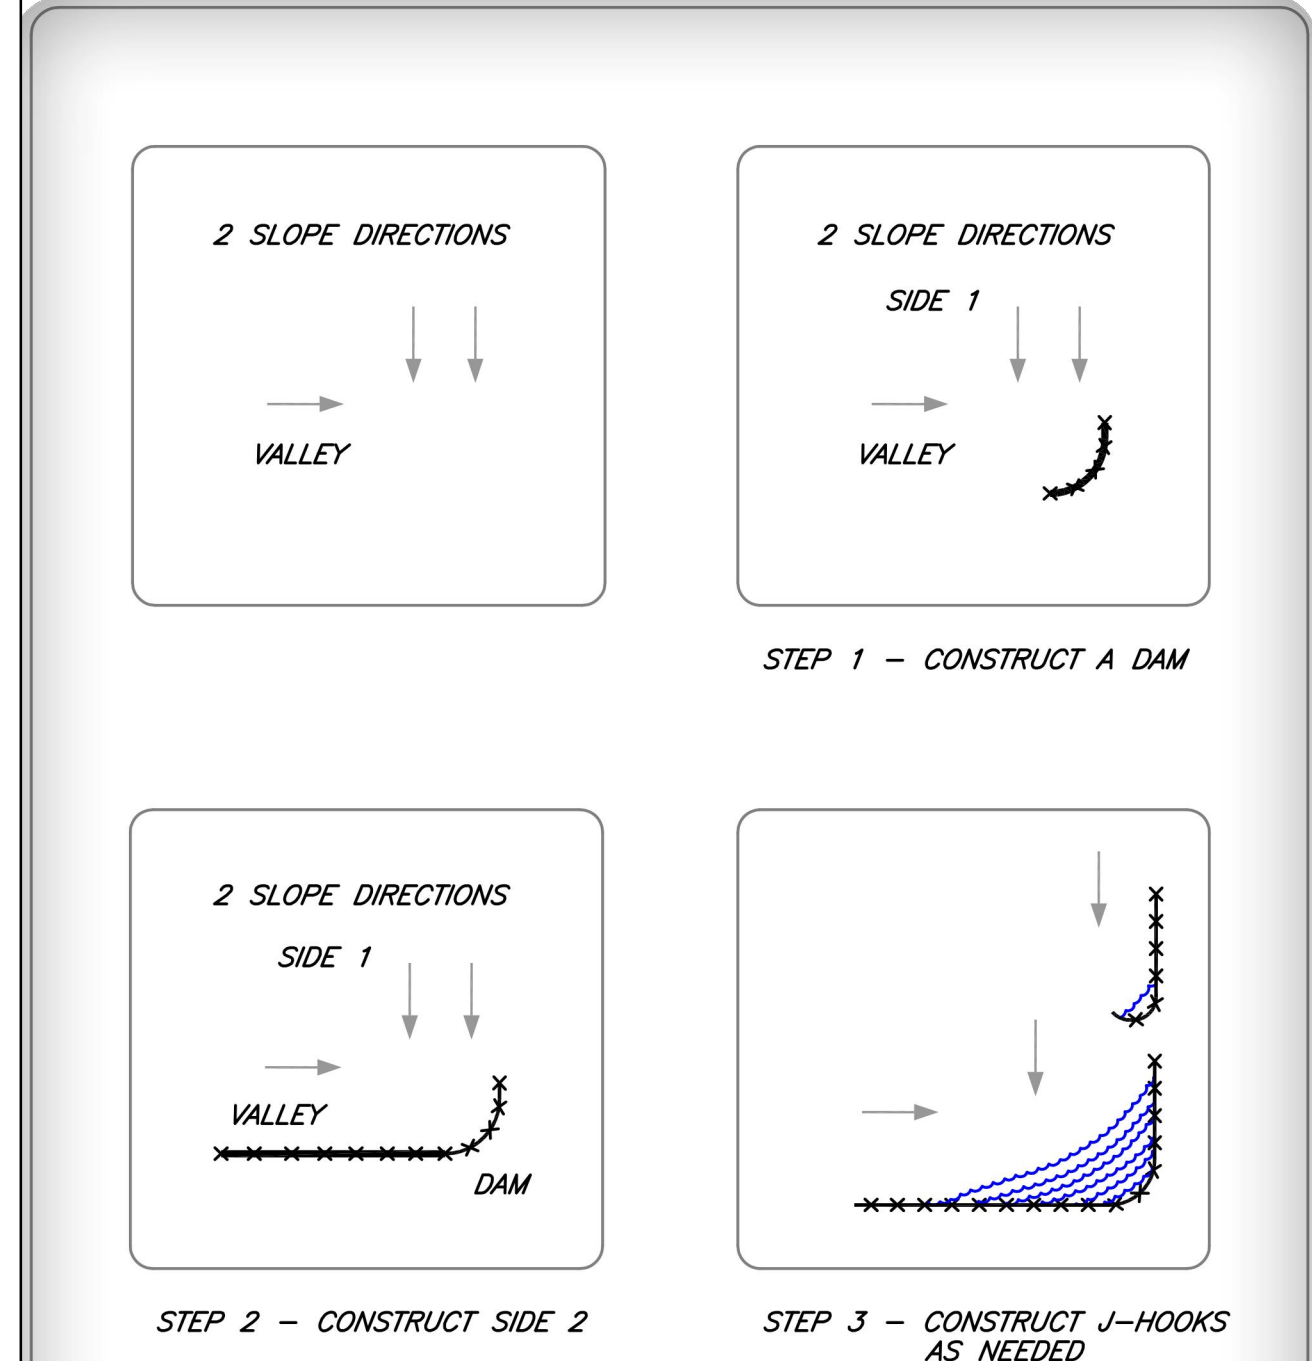 2 SLOPE DIRECTIONS
VALLEY
2 SLOPE DIRECTIONS
SIDE 1
VALLEY
STEP 1 – CONSTRUCT A DAM
2 SLOPE DIRECTIONS
SIDE 1
VALLEY
DAM
STEP 2 – CONSTRUCT SIDE 2
STEP 3 – CONSTRUCT J–HOOKS
AS NEEDED